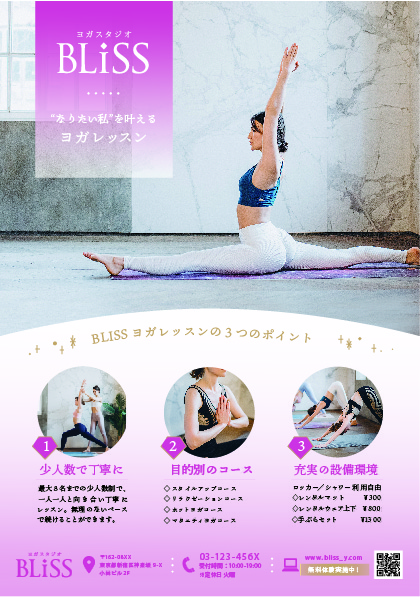 ヨガスタジオ
BLiSS
“なりたい私”を叶える
ヨガレッスン
BLISS ヨガレッスンの3つのポイント
1
少人数で丁寧に
最大8名までの少人数制で、
一人一人と向き合い丁寧に
レッスン。無理のないペース
で続けることができます。
2
目的別のコース
◇スタイルアップコース
◇リラクゼーションコース
◇ホットヨガコース
◇マタニティヨガコース
3
充実の設備環境
ロッカー／シャワー利用自由
◇レンタルマット ¥300
◇レンタルウェア上下 ¥800
◇手ぶらセット ¥1300
ヨガスタジオ
BLiSS
〒162-08XX
小林ビル2F
03-123-456X
受付時間:10:00-19:00
※定休日 火曜
www.bliss_y.com
無料体験実施中！